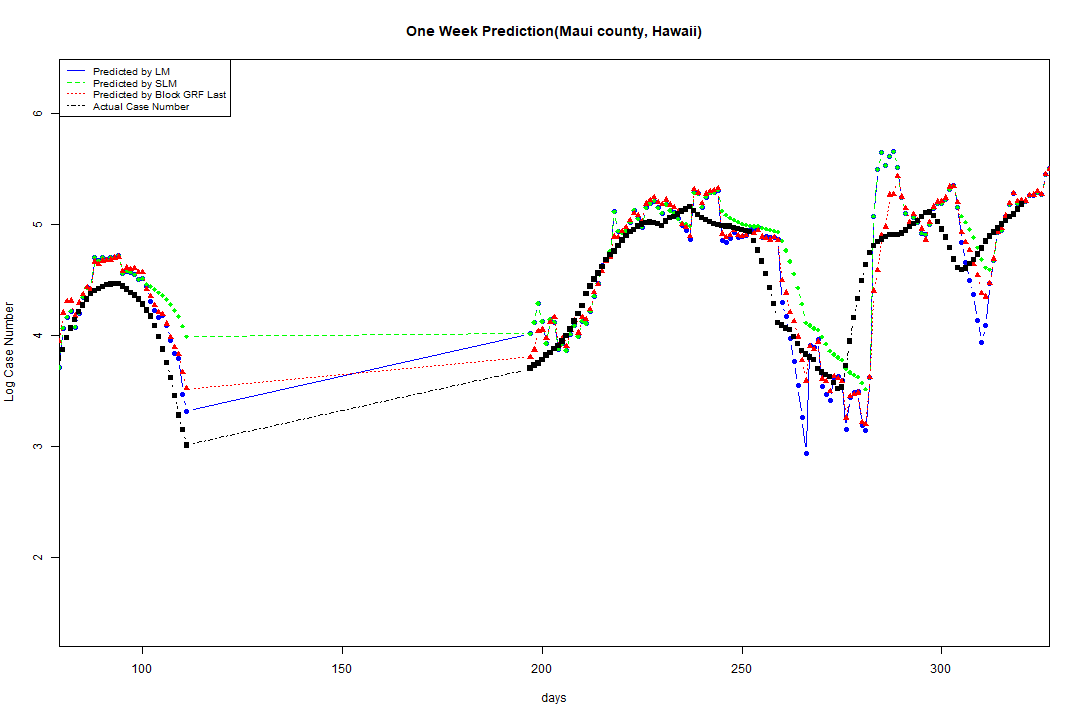 One Week Prediction(Maui county, Hawaii)
Predicted by LM
Predicted by SLM
Predicted by Block GRF Last
Actual Case Number
6
5
4
3
2
Log Case Number
100
150
200
250
300
days